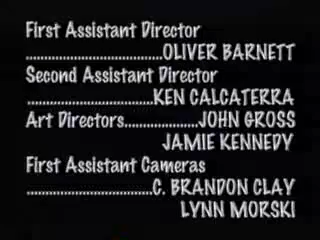 First Assistant Director
..................................OLIVER BARNETT
Second Assistant Director
...............................KEN CALCATERRA
Art Directors...................JOHN GROSS
JAMIE KENNEDY
First Assistant Cameras
...............................C. BRANDON CLAY
LYNN MORSKI